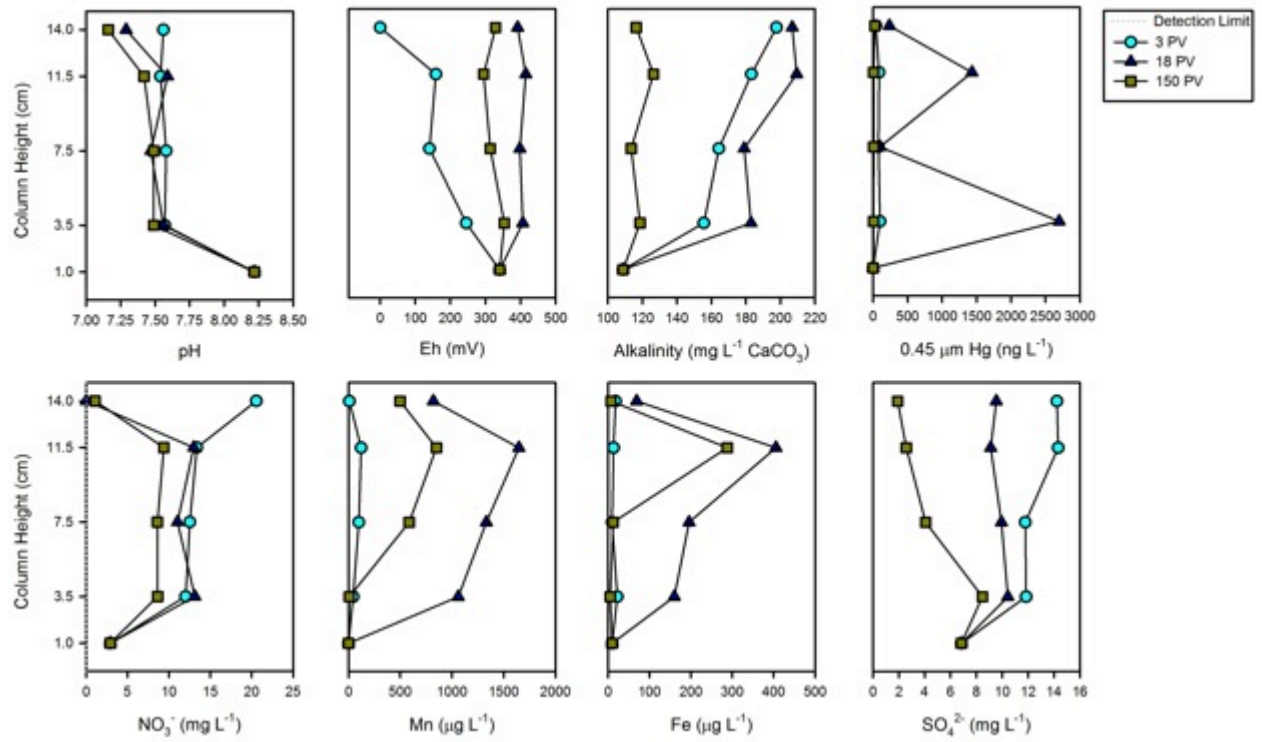 14.0
11.5
7.5
3.5
1.0
Column Height (cm)
7.00 7.25 7.50 7.75 8.00 8.25 8.50
pH
0 100 200 300 400 500
Eh (mV)
100 120 140 160 180 200 220
Alkalinity (mg L⁻¹ CaCO₃)
0 500 1000 1500 2000 2500 3000
0.45 µm Hg (ng L⁻¹)
Detection Limit
3 PV
18 PV
150 PV
14.0
11.5
7.5
3.5
1.0
Column Height (cm)
0 5 10 15 20 25
NO₃⁻ (mg L⁻¹)
0 500 1000 1500 2000
Mn (µg L⁻¹)
0 100 200 300 400 500
Fe (µg L⁻¹)
0 2 4 6 8 10 12 14 16
SO₄²⁻ (mg L⁻¹)